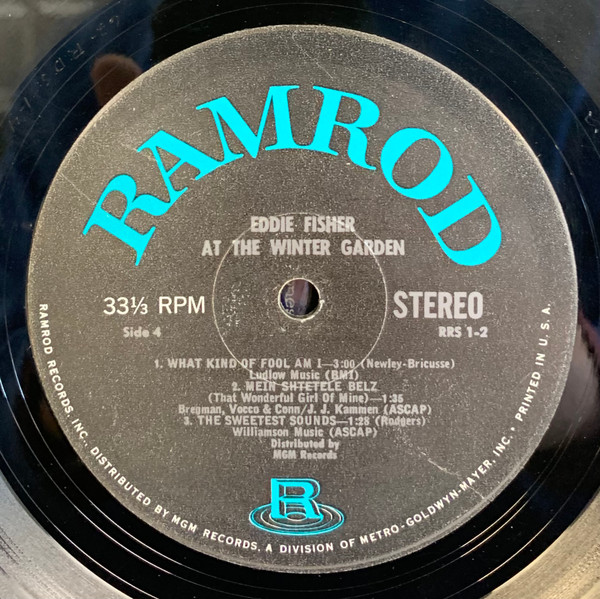 RAMROD
EDDIE FISHER
AT THE WINTER GARDEN
33⅓ RPM
STEREO
Side 4
RRS 1-2
1. WHAT KIND OF FOOL AM I—3:00 (Newley-Bricusse)
Ludlow Music (BMI)
2. MEIN SHTETELE BELZ
(That Wonderful Girl Of Mine)—1:35
Bregman, Vocco & Conn/J. J. Kammen (ASCAP)
3. THE SWEETEST SOUNDS—1:28 (Rodgers)
Williamson Music (ASCAP)
Distributed by
MGM Records
R
RAMROD RECORDS, INC., DISTRIBUTED BY MGM RECORDS, A DIVISION OF METRO-GOLDWYN-MAYER, INC. • PRINTED IN U.S.A.